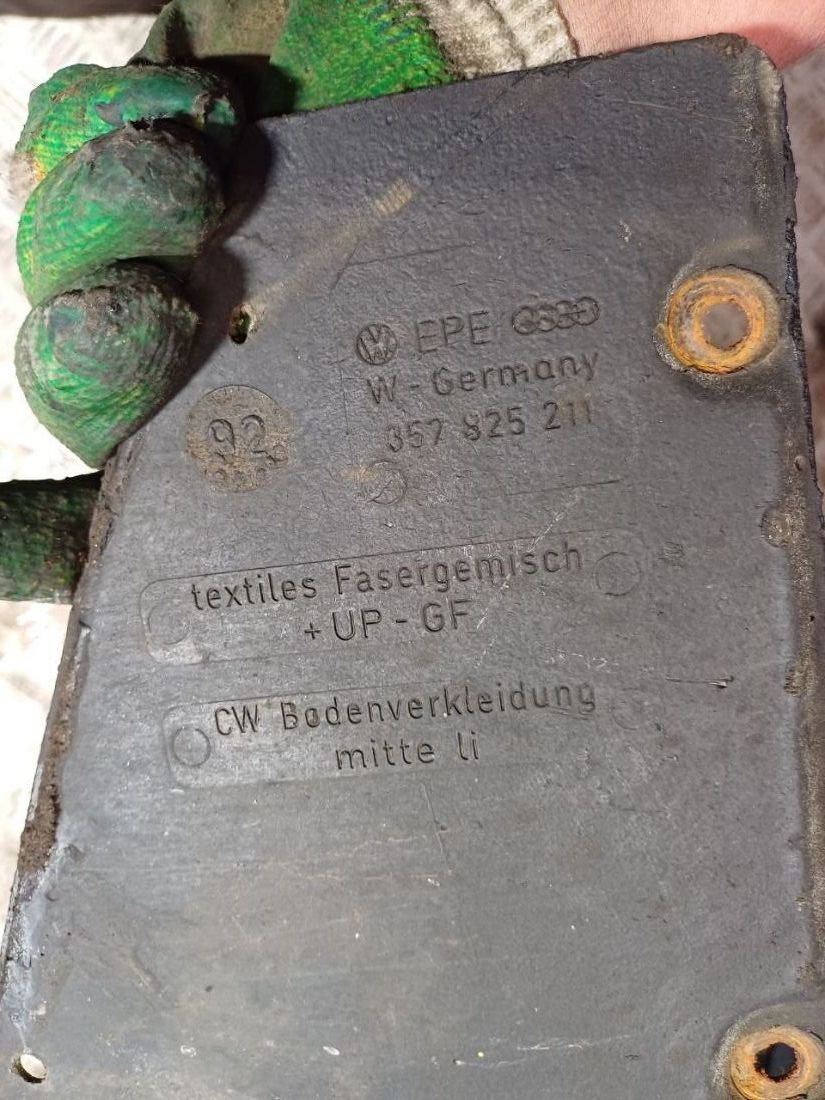 EPE
W-Germany
357 825 211
92
textiles Fasergemisch
+ UP - GF
CW Bodenverkleidung
mitte li